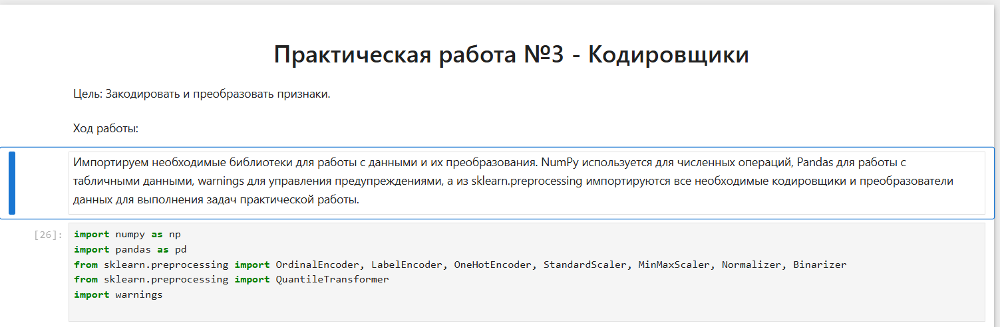 Практическая работа №3 - Кодировщики
Цель: Закодировать и преобразовать признаки.
Ход работы:
Импортируем необходимые библиотеки для работы с данными и их преобразования. NumPy используется для численных операций, Pandas для работы с
табличными данными, warnings для управления предупреждениями, а из sklearn.preprocessing импортируются все необходимые кодировщики и преобразователи
данных для выполнения задач практической работы.
[26]:
import numpy as np
import pandas as pd
from sklearn.preprocessing import OrdinalEncoder, LabelEncoder, OneHotEncoder, StandardScaler, MinMaxScaler, Normalizer, Binarizer
from sklearn.preprocessing import QuantileTransformer
import warnings